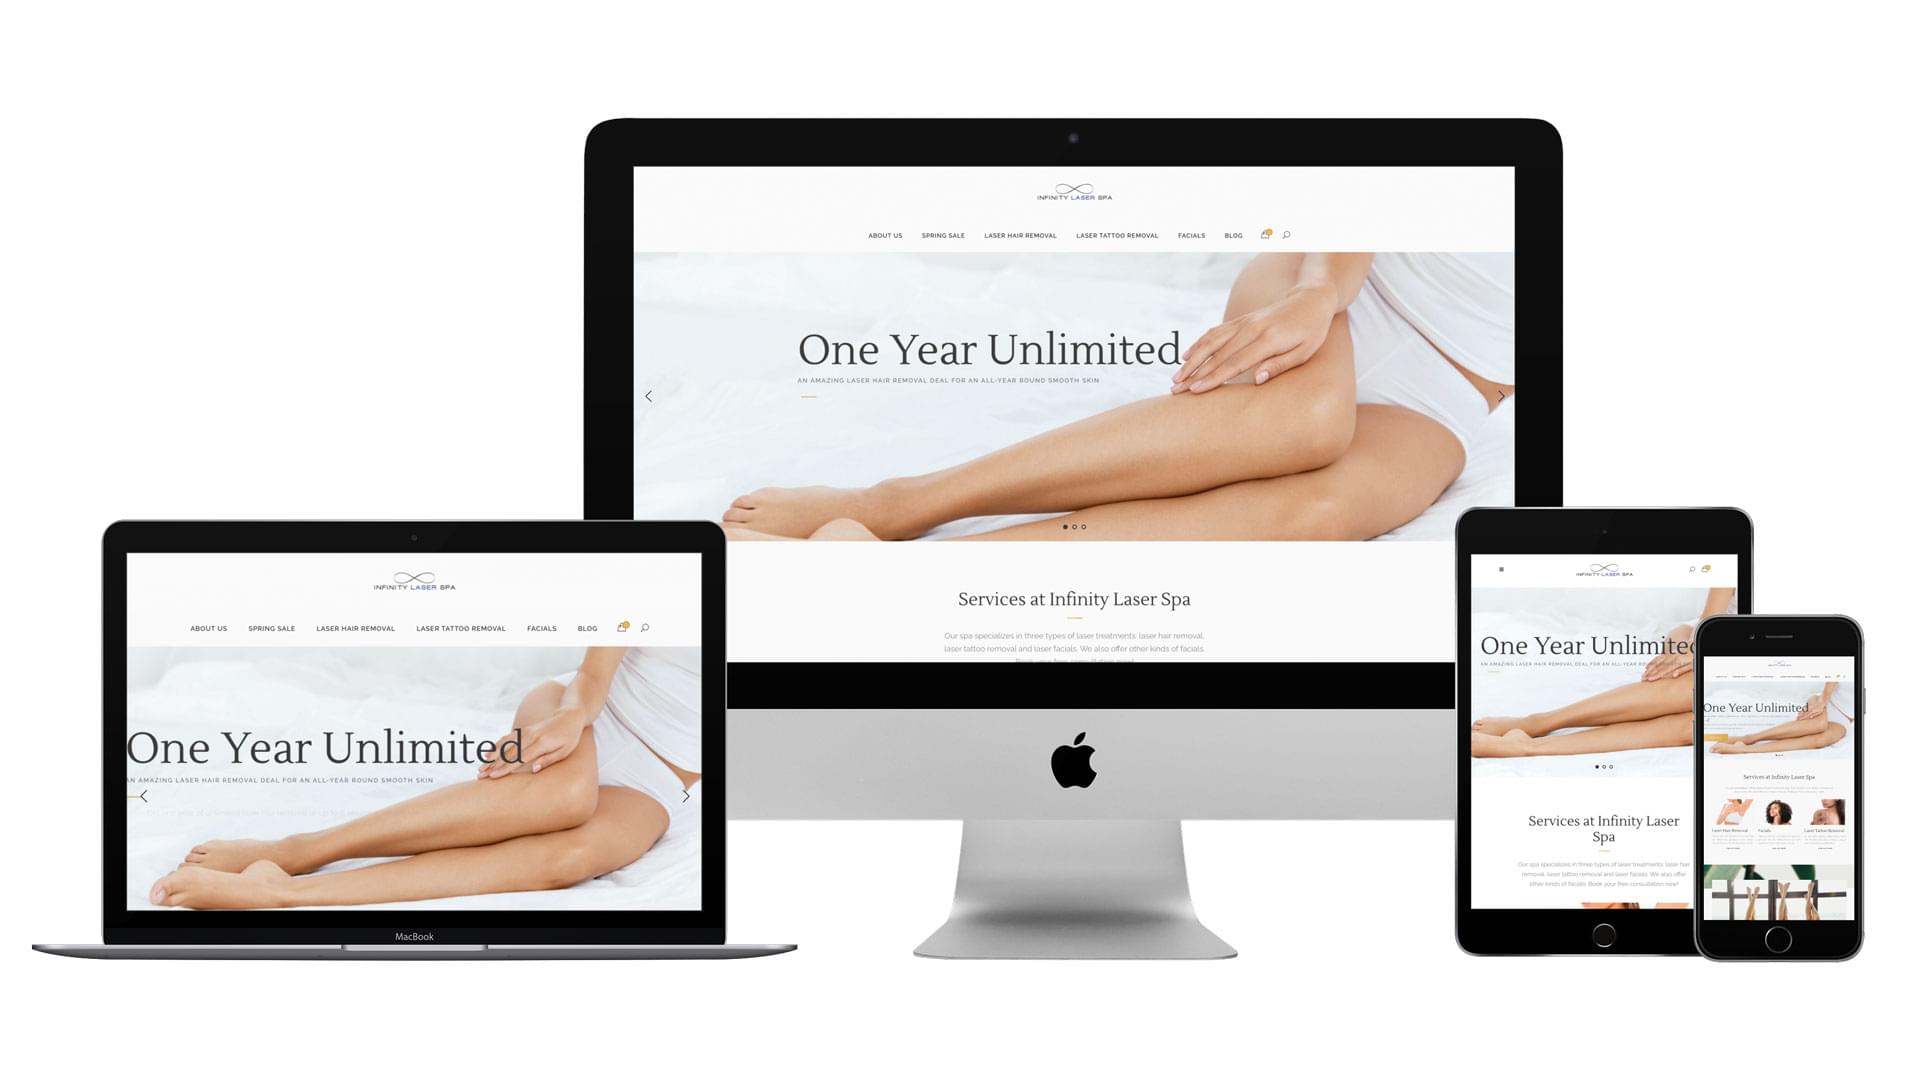 INFINITY LASER SPA
ABOUT US SPRING SALE LASER HAIR REMOVAL LASER TATTOO REMOVAL FACIALS BLOG
One Year Unlimited
AN AMAZING LASER HAIR REMOVAL DEAL FOR AN ALL-YEAR ROUND SMOOTH SKIN
Services at Infinity Laser Spa
Our spa specializes in three types of laser treatments: laser hair removal,
laser tattoo removal and laser facials. We also offer other kinds of facials.
INFINITY LASER SPA
ABOUT US SPRING SALE LASER HAIR REMOVAL LASER TATTOO REMOVAL FACIALS BLOG
One Year Unlimited
AN AMAZING LASER HAIR REMOVAL DEAL FOR AN ALL-YEAR ROUND SMOOTH SKIN
MacBook
INFINITY LASER SPA
One Year Unlimited
AN AMAZING LASER HAIR REMOVAL DEAL FOR AN ALL-YEAR ROUND
Services at Infinity Laser
Spa
Our spa specializes in three types of laser treatments: laser hair
removal, laser tattoo removal and laser facials. We also offer
other kinds of facials. Book your free consultation now!
One Year Unlimited
Services at Infinity Laser Spa
Laser Hair Removal Facials Laser Tattoo Removal